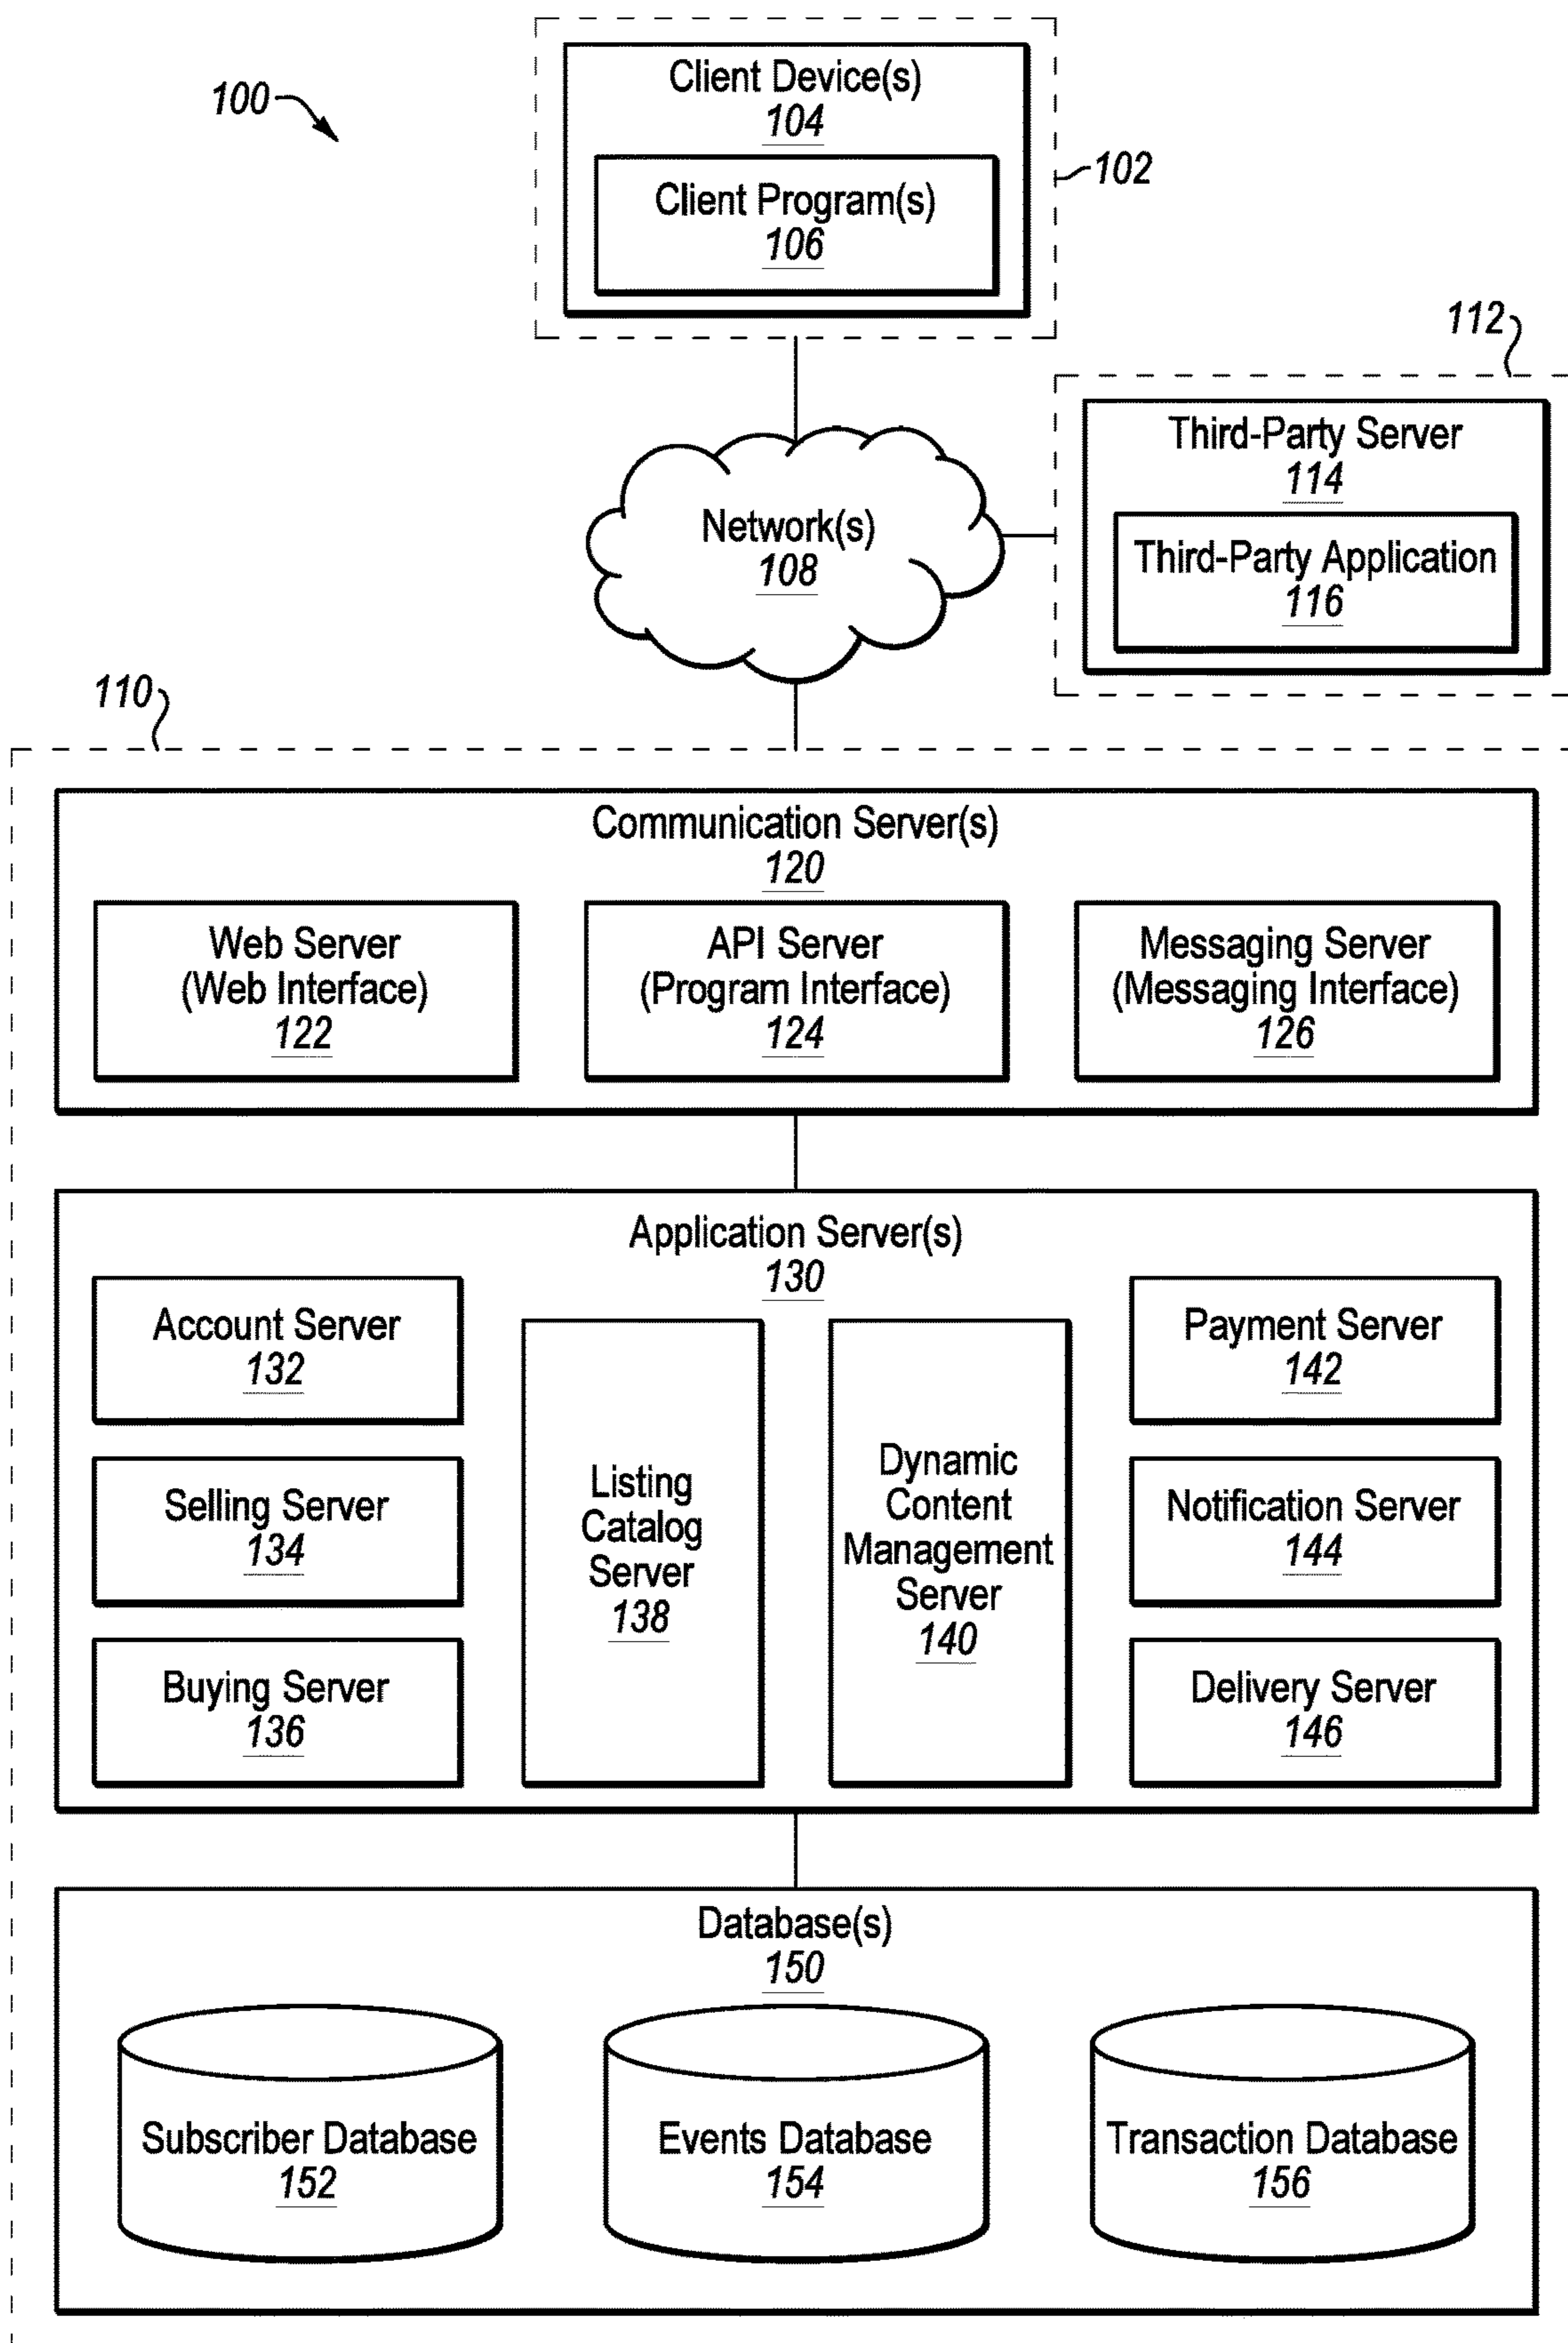 100
Client Device(s)
104
Client Program(s)
106
102
112
Third-Party Server
114
Third-Party Application
116
Network(s)
108
110
Communication Server(s)
120
Web Server
(Web Interface)
122
API Server
(Program Interface)
124
Messaging Server
(Messaging Interface)
126
Application Server(s)
130
Account Server
132
Selling Server
134
Buying Server
136
Listing
Catalog
Server
138
Dynamic
Content
Management
Server
140
Payment Server
142
Notification Server
144
Delivery Server
146
Database(s)
150
Subscriber Database
152
Events Database
154
Transaction Database
156